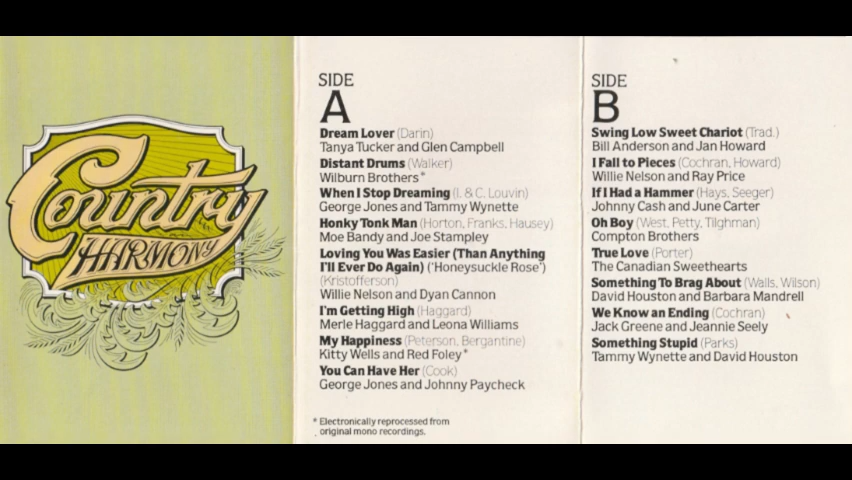 Country
HARMONY
SIDE
A
Dream Lover (Darin)
Tanya Tucker and Glen Campbell
Distant Drums (Walker)
Wilburn Brothers*
When I Stop Dreaming (I. & C. Louvin)
George Jones and Tammy Wynette
Honky Tonk Man (Horton, Franks, Hausey)
Moe Bandy and Joe Stampley
Loving You Was Easier (Than Anything
I'll Ever Do Again) ('Honeysuckle Rose')
(Kristofferson)
Willie Nelson and Dyan Cannon
I'm Getting High (Haggard)
Merle Haggard and Leona Williams
My Happiness (Peterson, Bergantine)
Kitty Wells and Red Foley*
You Can Have Her (Cook)
George Jones and Johnny Paycheck
* Electronically reprocessed from
original mono recordings.
SIDE
B
Swing Low Sweet Chariot (Trad.)
Bill Anderson and Jan Howard
I Fall to Pieces (Cochran, Howard)
Willie Nelson and Ray Price
If I Had a Hammer (Hays, Seeger)
Johnny Cash and June Carter
Oh Boy (West, Petty, Tilghman)
Compton Brothers
True Love (Porter)
The Canadian Sweethearts
Something To Brag About (Walls, Wilson)
David Houston and Barbara Mandrell
We Know an Ending (Cochran)
Jack Greene and Jeannie Seely
Something Stupid (Parks)
Tammy Wynette and David Houston